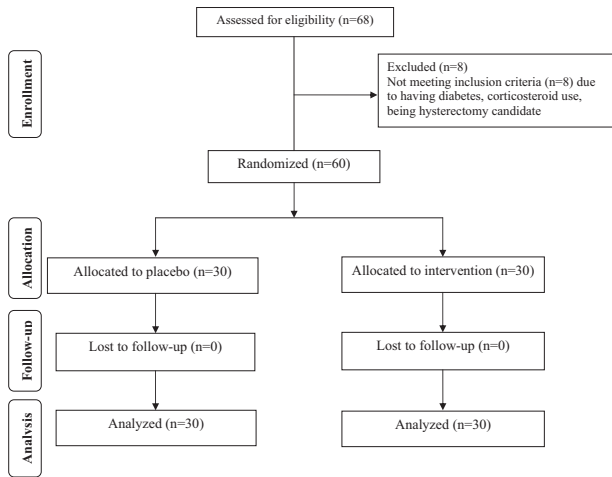 Assessed for eligibility (n=68)
Enrollment
Excluded (n=8)
Not meeting inclusion criteria (n=8) due
to having diabetes, corticosteroid use,
being hysterectomy candidate
Randomized (n=60)
Allocation
Allocated to placebo (n=30)
Allocated to intervention (n=30)
Follow-up
Lost to follow-up (n=0)
Lost to follow-up (n=0)
Analysis
Analyzed (n=30)
Analyzed (n=30)